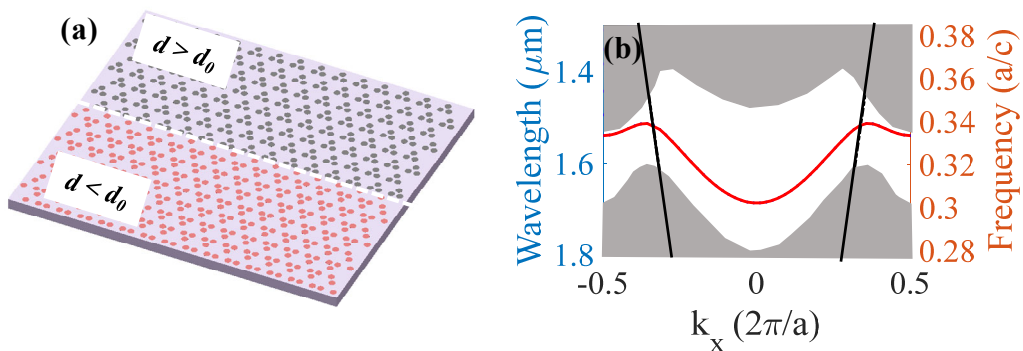 (a)
d > d₀
d < d₀
(b)
Wavelength (μm)
1.4
1.6
1.8
0.38
0.36
0.34
0.32
0.3
0.28
Frequency (a/c)
-0.5 0 0.5
kₓ (2π/a)